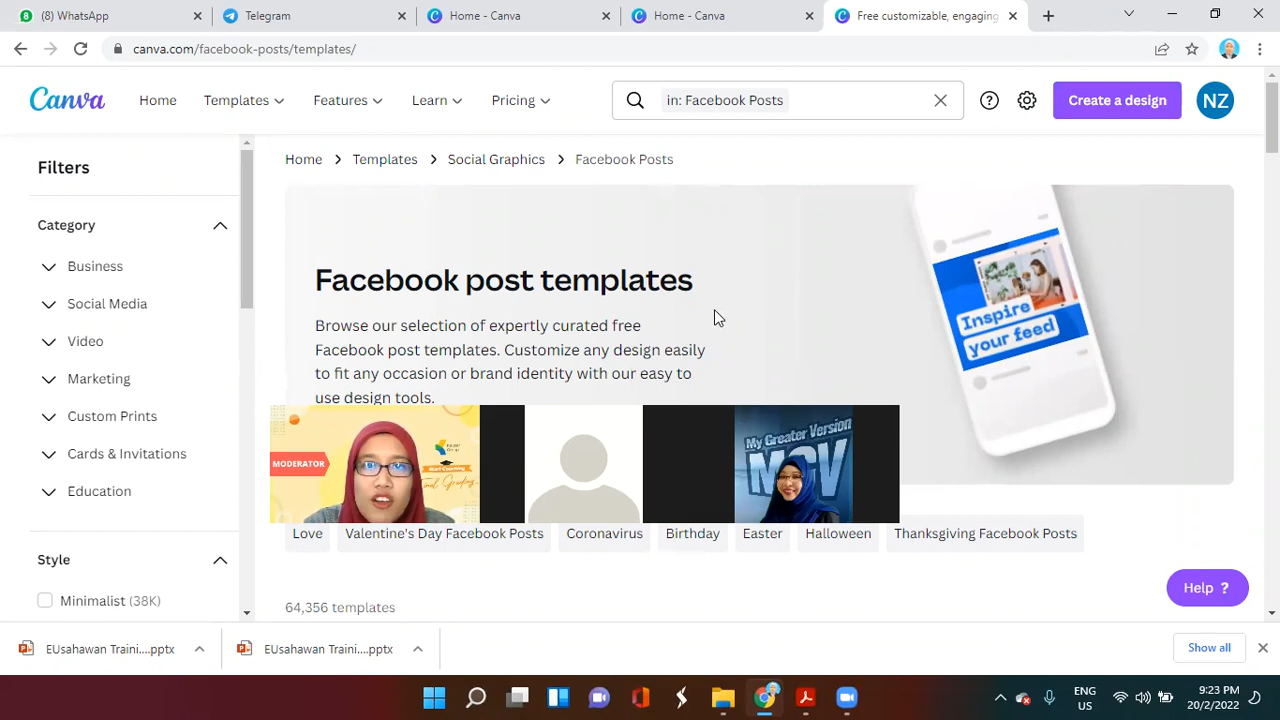 (8) WhatsApp
Telegram
Home - Canva
Home - Canva
Free customizable, engaging
canva.com/facebook-posts/templates/
Canva
Home
Templates
Features
Learn
Pricing
in: Facebook Posts
Create a design
NZ
Filters
Home > Templates > Social Graphics > Facebook Posts
Category
Business
Social Media
Video
Marketing
Custom Prints
Cards & Invitations
Education
Style
Minimalist (38K)
Facebook post templates
Browse our selection of expertly curated free
Facebook post templates. Customize any design easily
to fit any occasion or brand identity with our easy to
use design tools.
Inspire
your feed
MODERATOR
My Greater Version
MGV
Love
Valentine's Day Facebook Posts
Coronavirus
Birthday
Easter
Halloween
Thanksgiving Facebook Posts
64,356 templates
Help ?
EUsahawan Traini....pptx
EUsahawan Traini....pptx
Show all
ENG
US
9:23 PM
20/2/2022